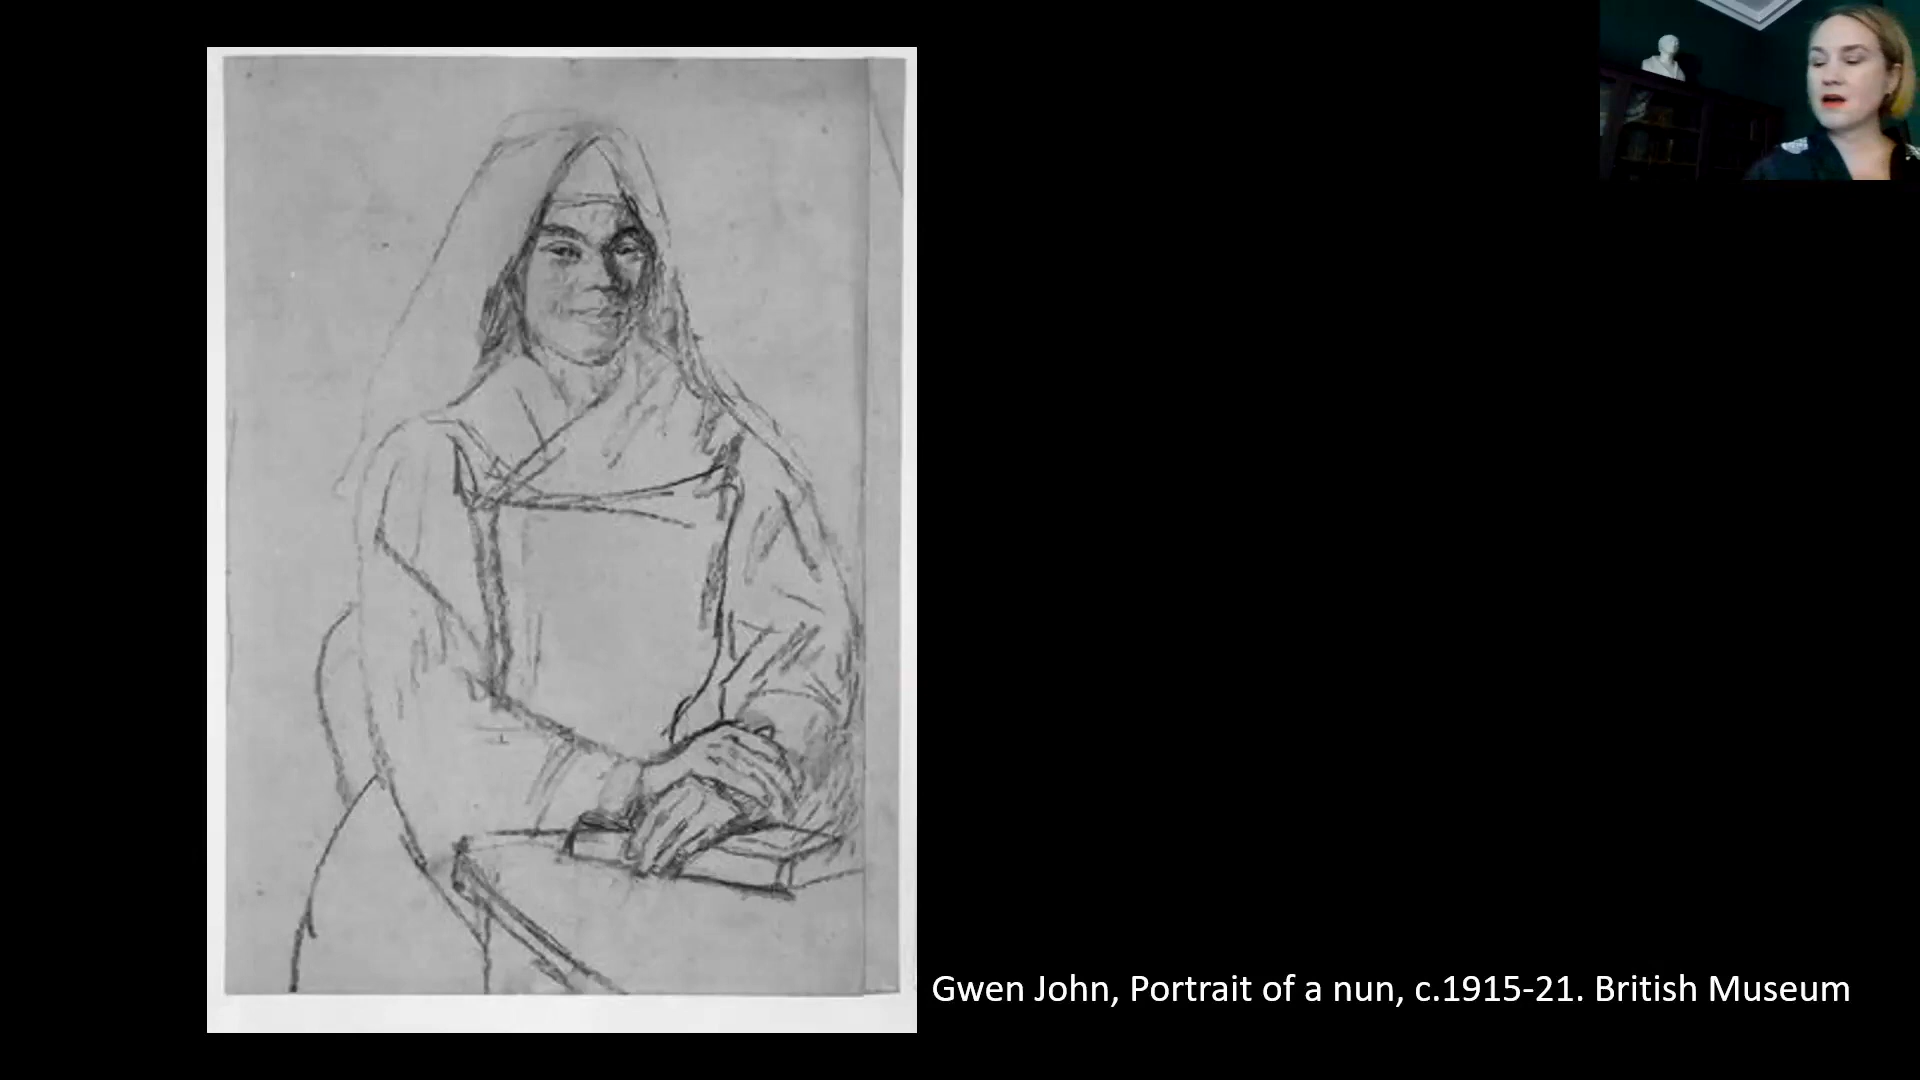 Gwen John, Portrait of a nun, c.1915-21. British Museum